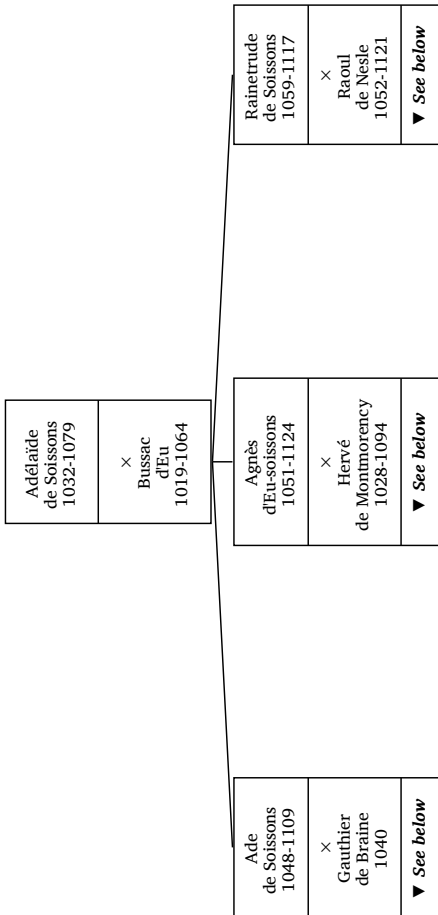 Adélaïde
de Soissons
1032-1079
×
Bussac
d'Eu
1019-1064
Ade
de Soissons
1048-1109
×
Gauthier
de Braine
1040
▼ See below
Agnès
d'Eu-soissons
1051-1124
×
Hervé
de Montmorency
1028-1094
▼ See below
Rainetrude
de Soissons
1059-1117
×
Raoul
de Nesle
1052-1121
▼ See below